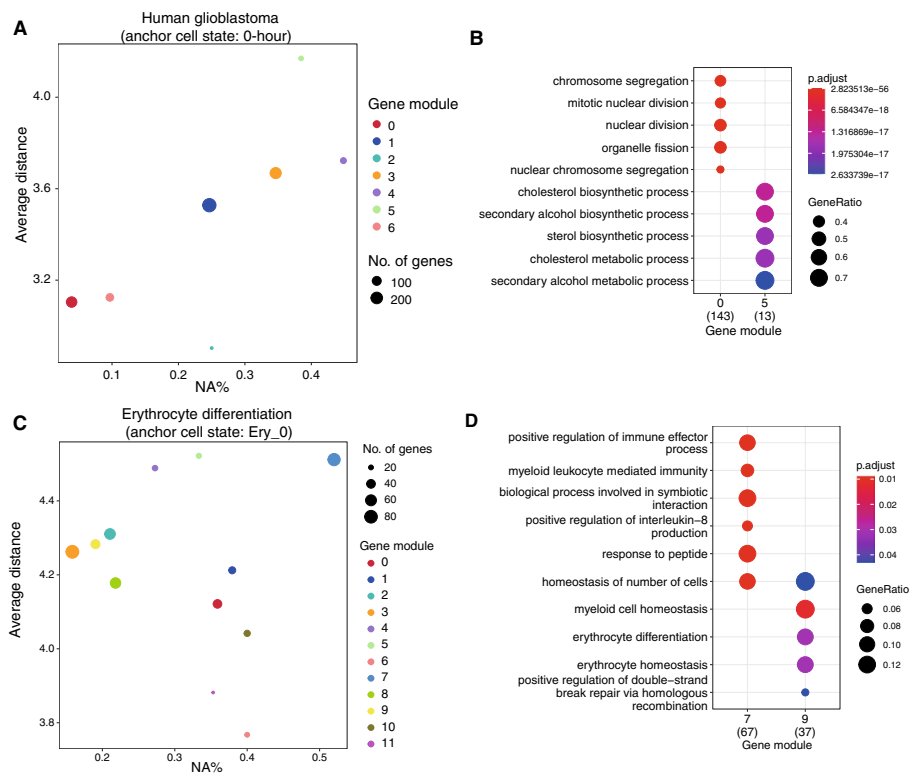 A
Human glioblastoma
(anchor cell state: 0-hour)
4.0
3.6
3.2
Average distance
0.1
0.2
0.3
0.4
NA%
Gene module
0
1
2
3
4
5
6
No. of genes
100
200
B
chromosome segregation
mitotic nuclear division
nuclear division
organelle fission
nuclear chromosome segregation
cholesterol biosynthetic process
secondary alcohol biosynthetic process
sterol biosynthetic process
cholesterol metabolic process
secondary alcohol metabolic process
0
(143)
5
(13)
Gene module
p.adjust
2.823513e-56
6.584347e-18
1.316869e-17
1.975304e-17
2.633739e-17
GeneRatio
0.4
0.5
0.6
0.7
C
Erythrocyte differentiation
(anchor cell state: Ery_0)
4.4
4.2
4.0
3.8
Average distance
0.2
0.3
0.4
0.5
NA%
No. of genes
20
40
60
80
Gene module
0
1
2
3
4
5
6
7
8
9
10
11
D
positive regulation of immune effector
process
myeloid leukocyte mediated immunity
biological process involved in symbiotic
interaction
positive regulation of interleukin-8
production
response to peptide
homeostasis of number of cells
myeloid cell homeostasis
erythrocyte differentiation
erythrocyte homeostasis
positive regulation of double-strand
break repair via homologous
recombination
7
(67)
9
(37)
Gene module
p.adjust
0.01
0.02
0.03
0.04
GeneRatio
0.06
0.08
0.10
0.12